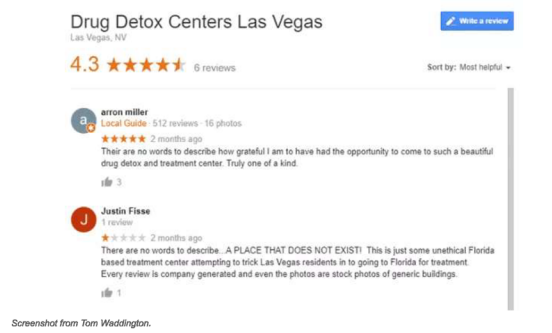 Drug Detox Centers Las Vegas
Write a review
Las Vegas, NV
4.3
6 reviews
Sort by: Most helpful
a
arron miller
Local Guide · 512 reviews · 16 photos
2 months ago
Their are no words to describe how grateful I am to have had the opportunity to come to such a beautiful
drug detox and treatment center. Truly one of a kind.
3
J
Justin Fisse
1 review
2 months ago
There are no words to describe...A PLACE THAT DOES NOT EXIST! This is just some unethical Florida
based treatment center attempting to trick Las Vegas residents in to going to Florida for treatment.
Every review is company generated and even the photos are stock photos of generic buildings.
1
Screenshot from Tom Waddington.